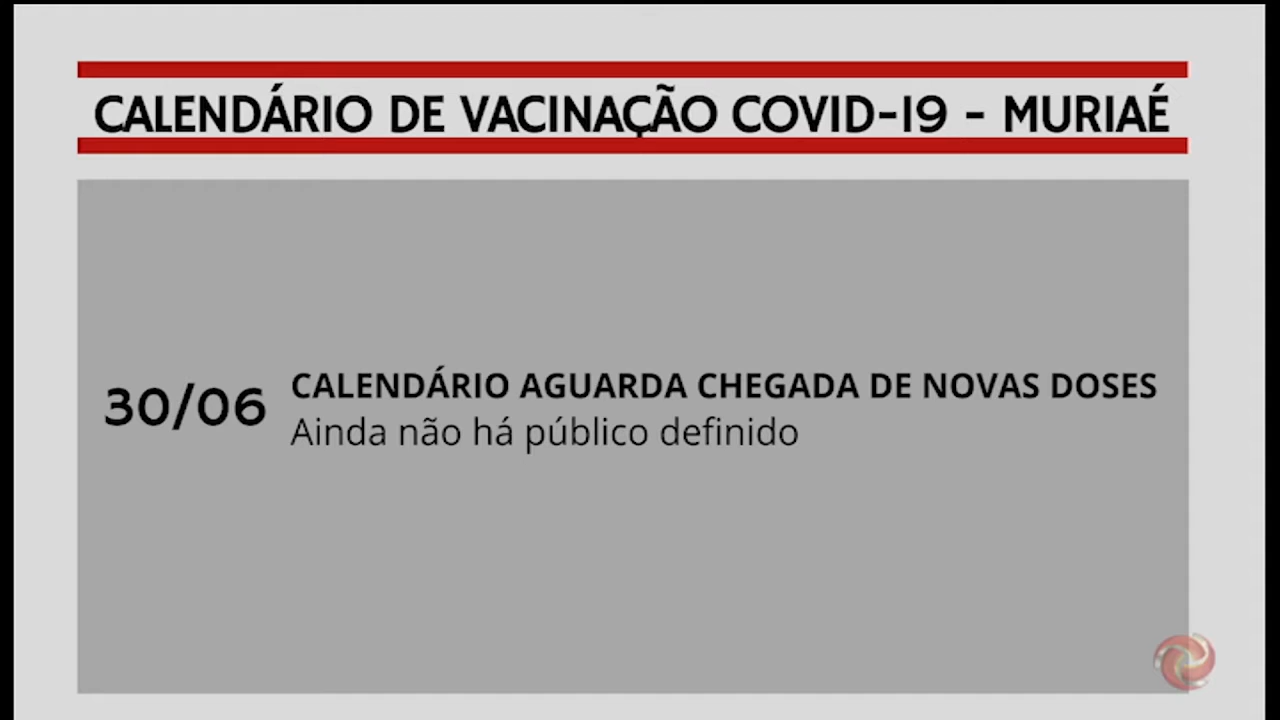 CALENDÁRIO DE VACINAÇÃO COVID-19 - MURIAÉ
30/06
CALENDÁRIO AGUARDA CHEGADA DE NOVAS DOSES
Ainda não há público definido